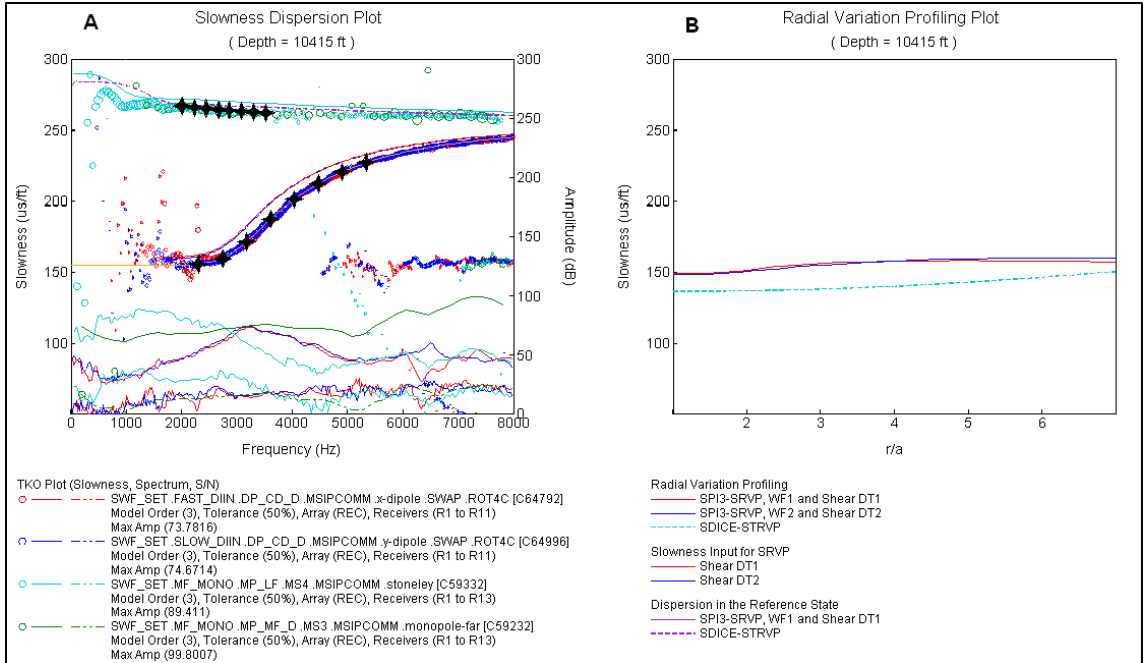 A
Slowness Dispersion Plot
( Depth = 10415 ft )
300
250
200
150
100
Slowness (us/ft)
300
250
200
150
100
50
0
Amplitude (dB)
0
1000
2000
3000
4000
5000
6000
7000
8000
Frequency (Hz)
B
Radial Variation Profiling Plot
( Depth = 10415 ft )
300
250
200
150
100
Slowness (us/ft)
2
3
4
5
6
r/a
TKO Plot (Slowness, Spectrum, S/N)
SWF_SET .FAST_DIIN .DP_CD_D .MSIPCOMM .x-dipole .SWAP .ROT4C [C64792]
Model Order (3), Tolerance (50%), Array (REC), Receivers (R1 to R11)
Max Amp (73.7816)
SWF_SET .SLOW_DIIN .DP_CD_D .MSIPCOMM .y-dipole .SWAP .ROT4C [C64996]
Model Order (3), Tolerance (50%), Array (REC), Receivers (R1 to R11)
Max Amp (74.6714)
SWF_SET .MF_MONO .MP_LF .MS4 .MSIPCOMM .stoneley [C59332]
Model Order (3), Tolerance (50%), Array (REC), Receivers (R1 to R13)
Max Amp (89.411)
SWF_SET .MF_MONO .MP_MF_D .MS3 .MSIPCOMM .monopole-far [C59232]
Model Order (3), Tolerance (50%), Array (REC), Receivers (R1 to R13)
Max Amp (99.8007)
Radial Variation Profiling
SPI3-SRVP, WF1 and Shear DT1
SPI3-SRVP, WF2 and Shear DT2
SDICE-STRVP
Slowness Input for SRVP
Shear DT1
Shear DT2
Dispersion in the Reference State
SPI3-SRVP, WF1 and Shear DT1
SDICE-STRVP